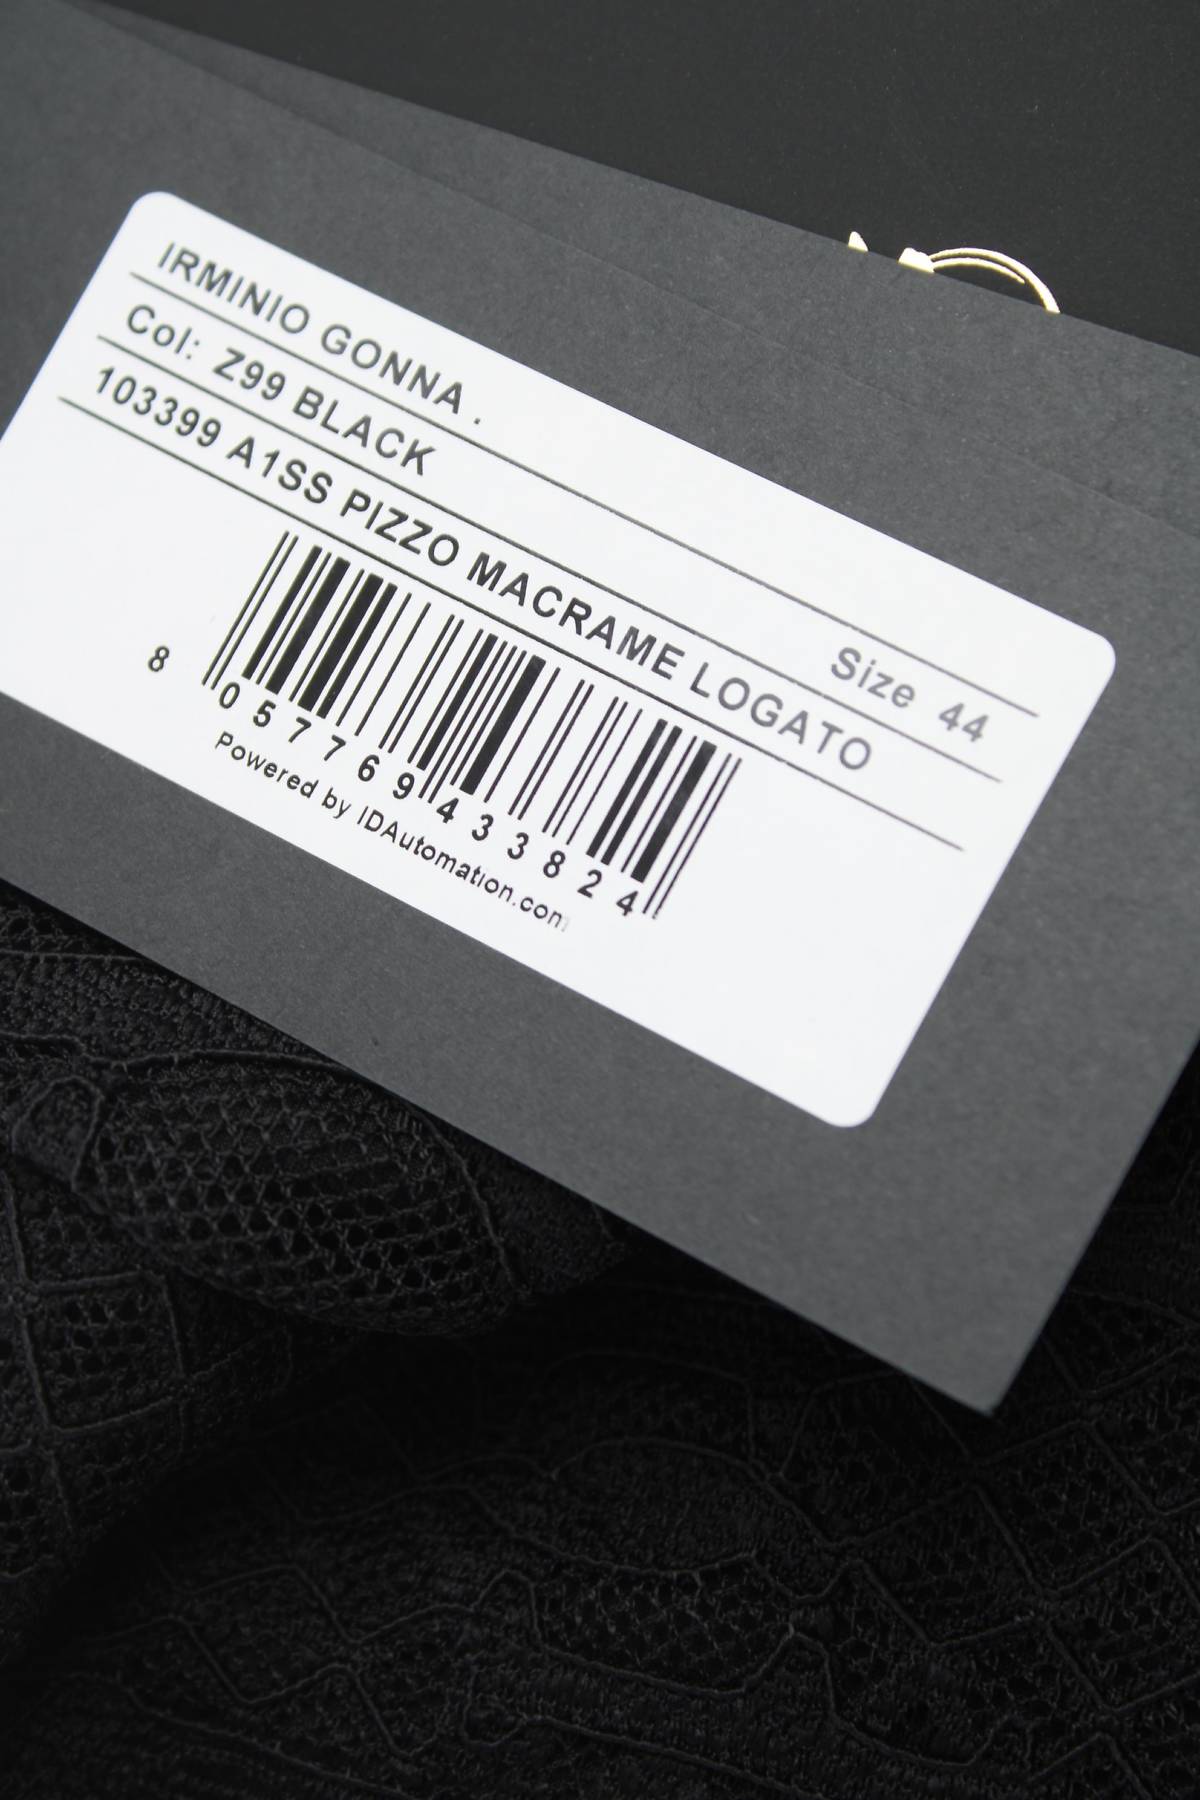 IRMINIO GONNA .
Col: Z99 BLACK
Size 44
103399 A1SS PIZZO MACRAME LOGATO
8 057769 433824
Powered by IDAutomation.com